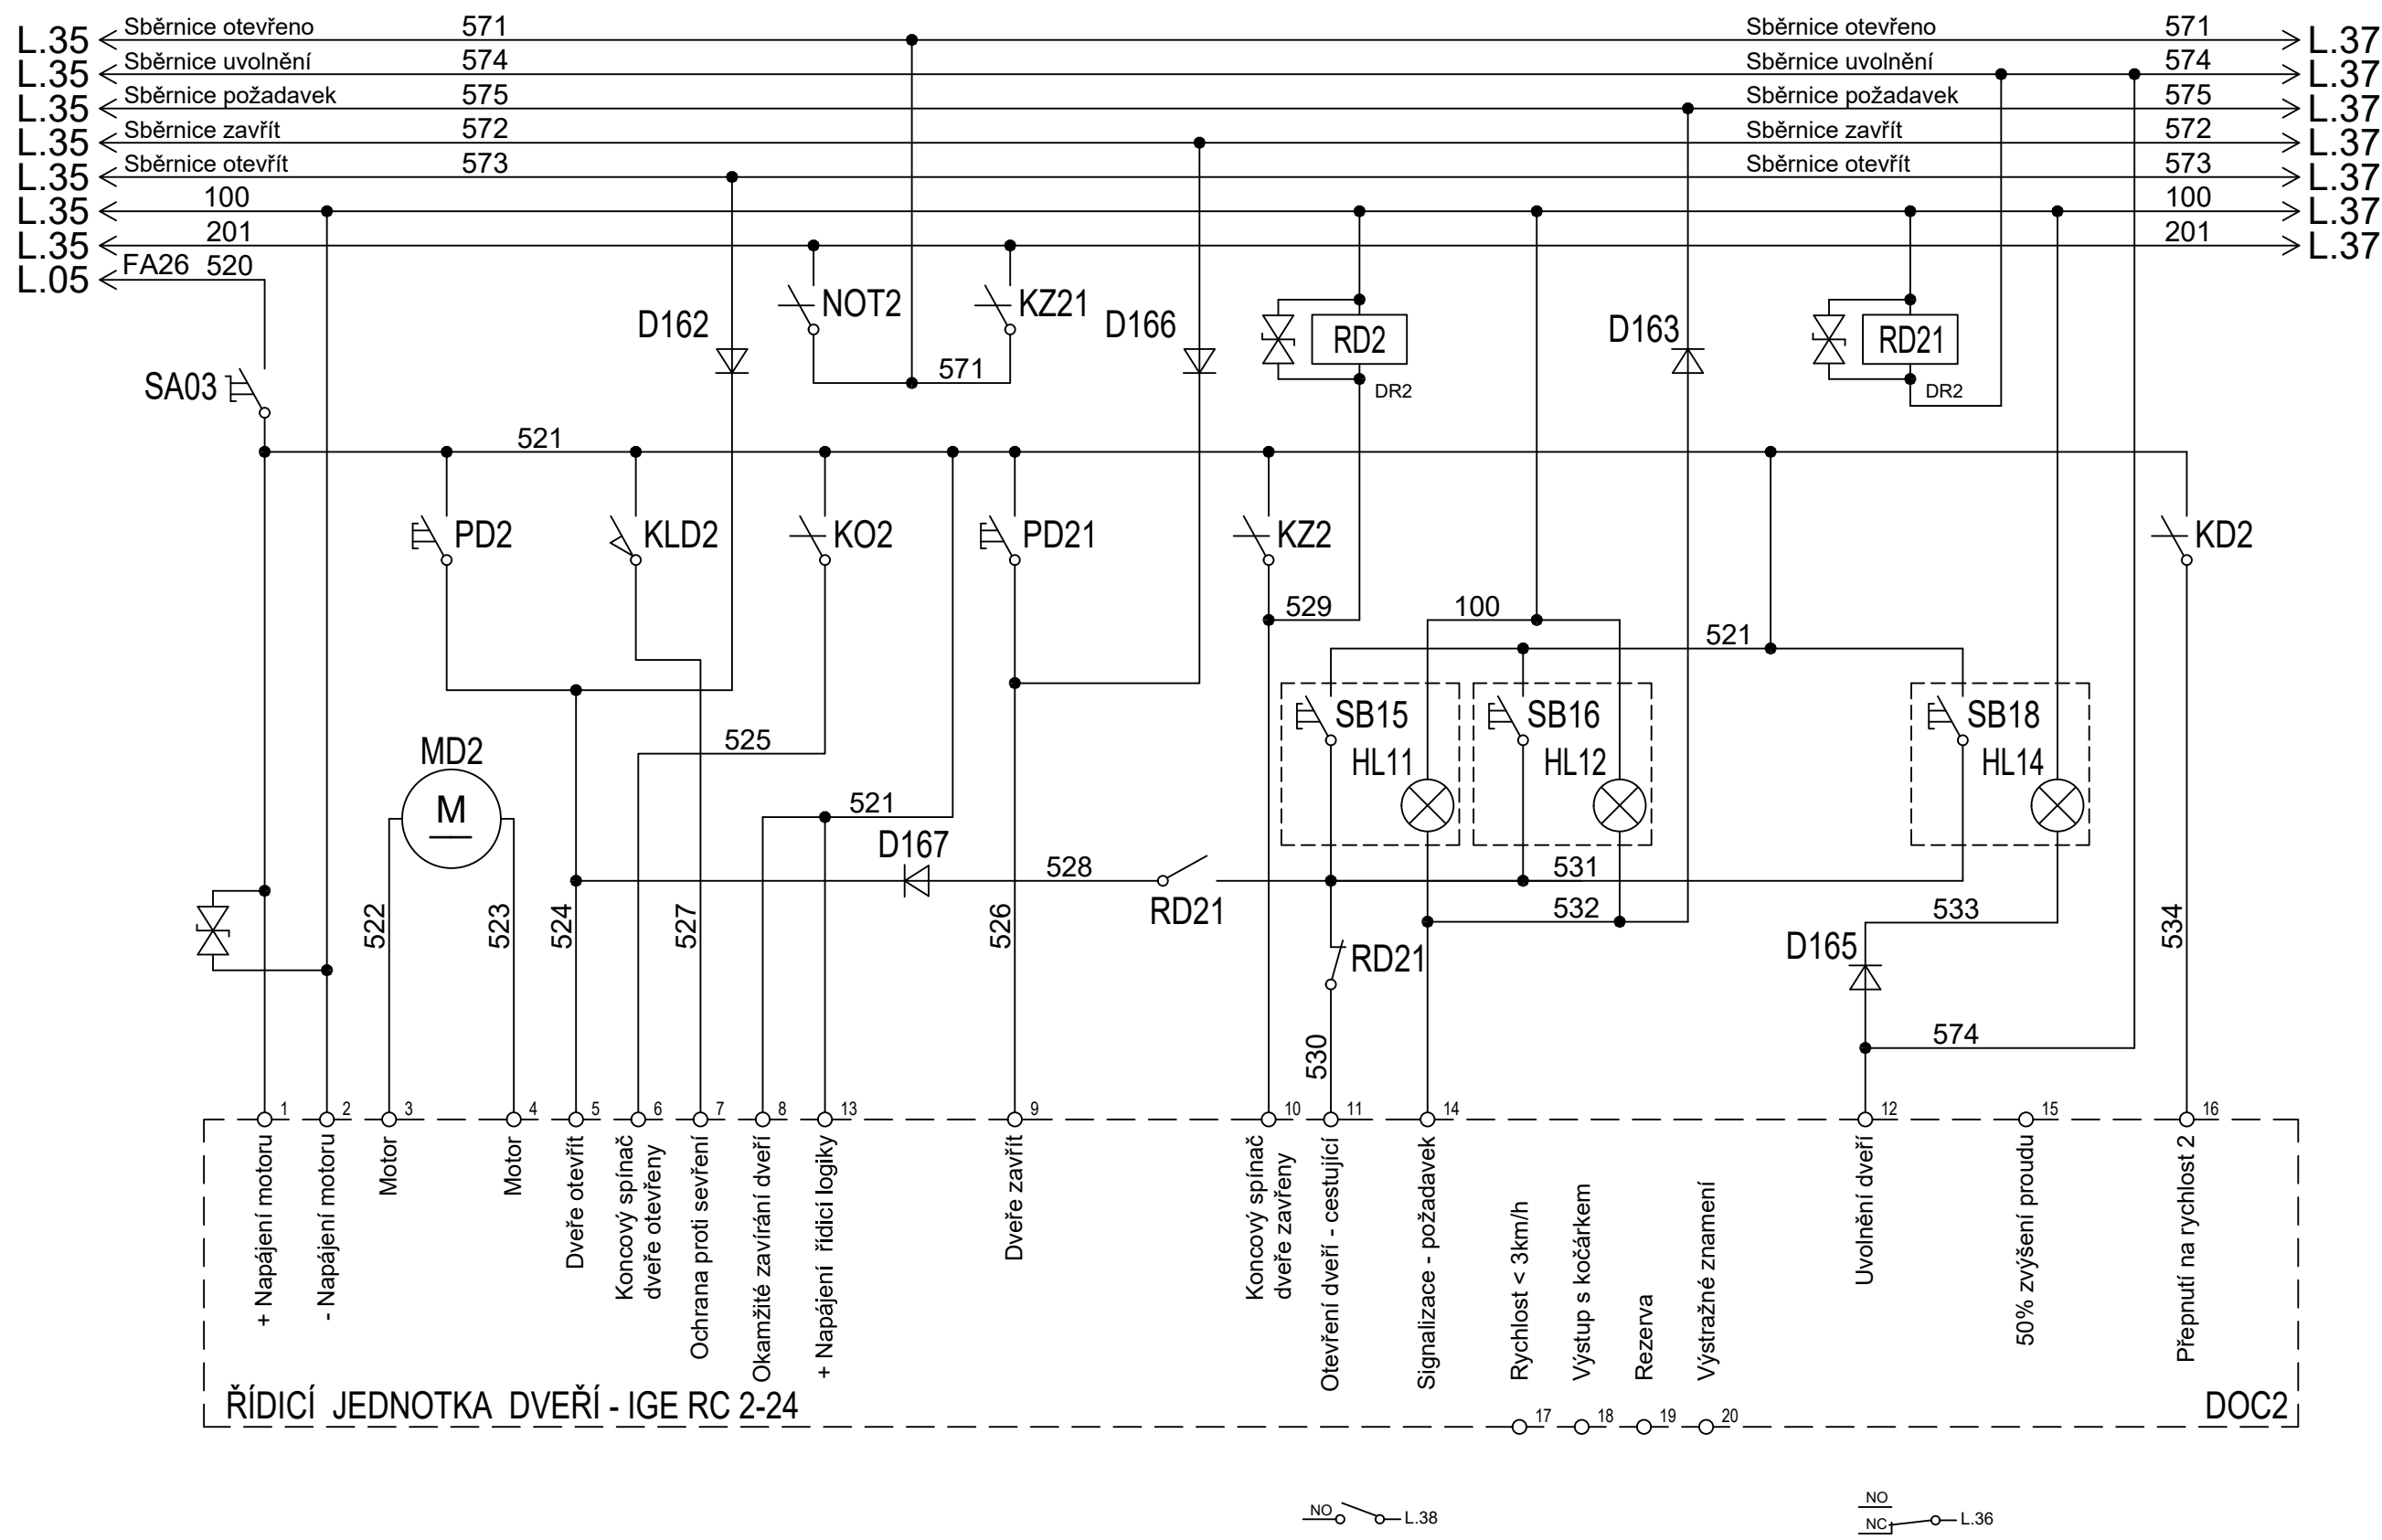 L.35 Sběrnice otevřeno 571 Sběrnice otevřeno 571 L.37
L.35 Sběrnice uvolnění 574 Sběrnice uvolnění 574 L.37
L.35 Sběrnice požadavek 575 Sběrnice požadavek 575 L.37
L.35 Sběrnice zavřít 572 Sběrnice zavřít 572 L.37
L.35 Sběrnice otevřít 573 Sběrnice otevřít 573 L.37
L.35 100 100 L.37
L.35 201 201 L.37
L.05 FA26 520
NOT2 KZ21
D162 D166 D163
RD2 RD21
571
SA03
DR2 DR2
521
PD2 KLD2 KO2 PD21 KZ2 KD2
529 100
521
SB15 SB16 SB18
525
MD2
HL11 HL12 HL14
M
521
D167
528 531
RD21
532 533
522 523 524 527 526 534
D165
RD21
530
574
1 2 3 4 5 6 7 8 13 9 10 11 14 12 15 16
+ Napájení motoru
- Napájení motoru
Motor
Motor
Dveře otevřít
Koncový spínač
dveře otevřeny
Ochrana proti sevření
Okamžité zavírání dveří
+ Napájení řídicí logiky
Dveře zavřít
Koncový spínač
dveře zavřeny
Otevření dveří - cestující
Signalizace - požadavek
Rychlost < 3km/h
Výstup s kočárkem
Rezerva
Výstražné znamení
Uvolnění dveří
50% zvýšení proudu
Přepnutí na rychlost 2
ŘÍDICÍ JEDNOTKA DVEŘÍ - IGE RC 2-24
DOC2
17 18 19 20
NO L.38
NO
NC L.36